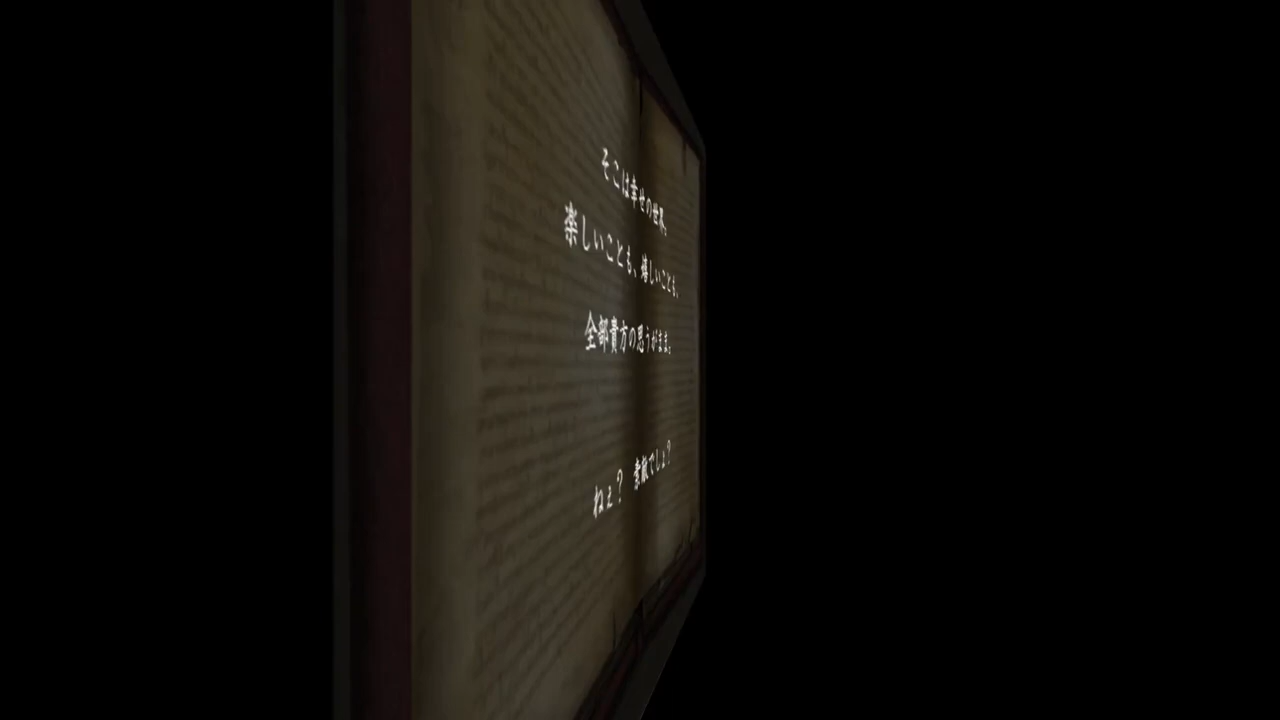 そこは幸せの世界。
楽しいことも、嬉しいことも、
全部貴方の思うがまま。
ねぇ？ 素敵でしょ？